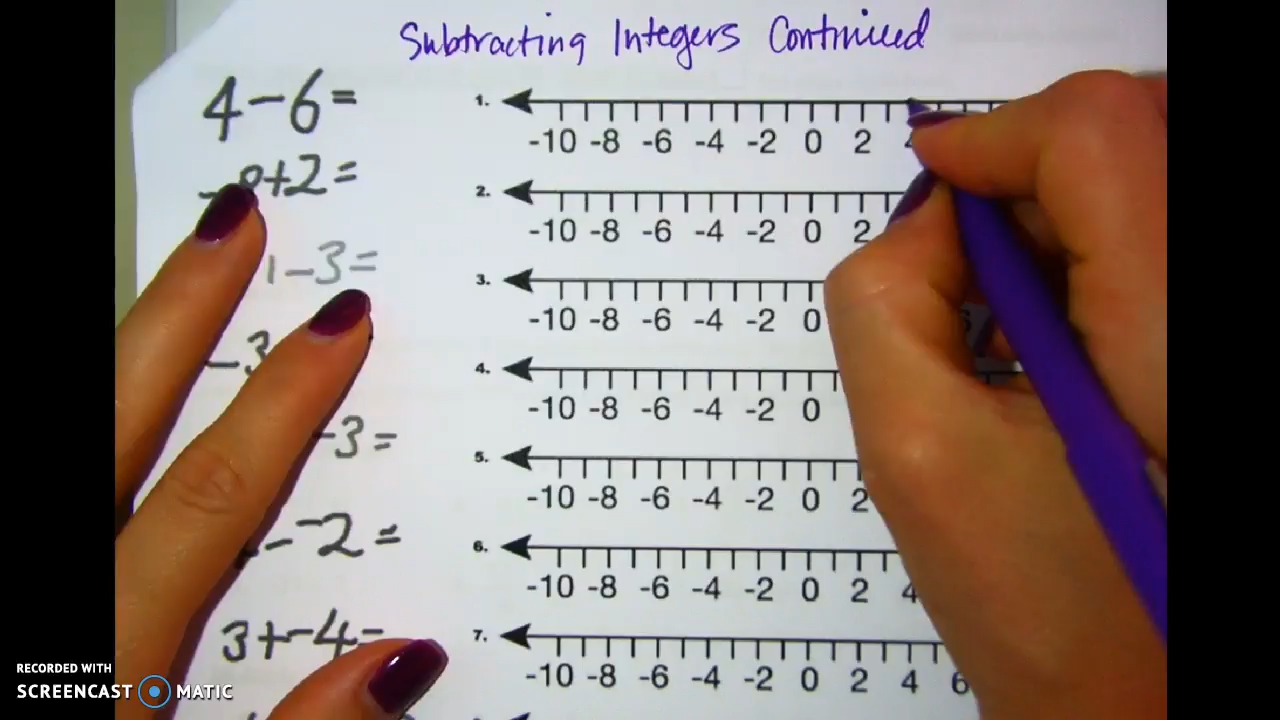 Subtracting Integers Continued
4-6=
+2=
1-3=
-3
-3=
--2=
3+-4=
1.
-10 -8 -6 -4 -2 0 2
2.
-10 -8 -6 -4 -2 0 2
3.
-10 -8 -6 -4 -2 0
4.
-10 -8 -6 -4 -2 0
5.
-10 -8 -6 -4 -2 0 2
6.
-10 -8 -6 -4 -2 0 2 4
7.
-10 -8 -6 -4 -2 0 2 4 6
RECORDED WITH
SCREENCAST MATIC